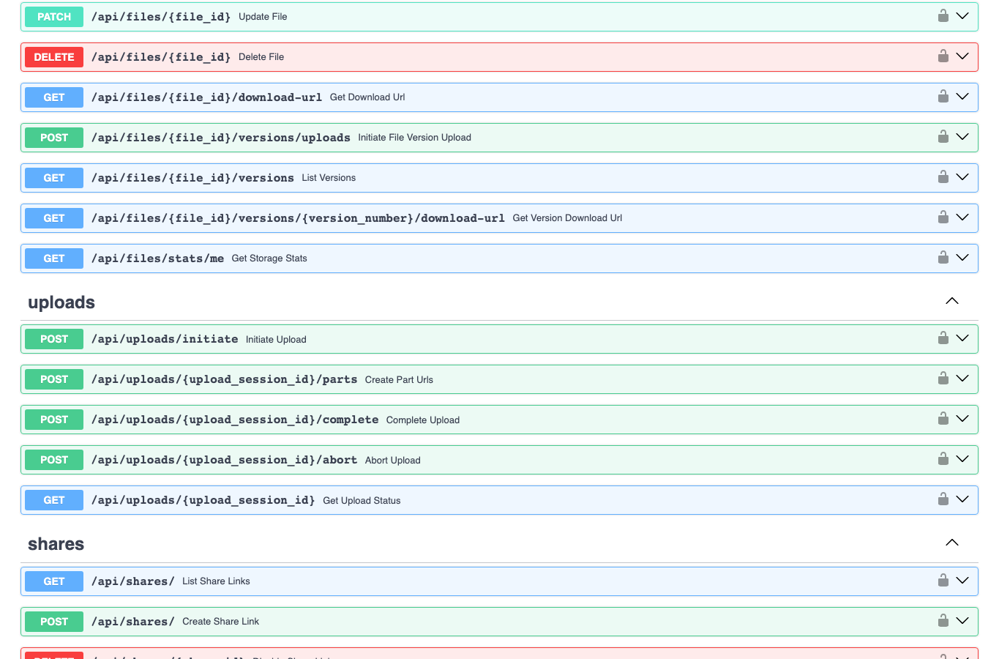 PATCH /api/files/{file_id} Update File
DELETE /api/files/{file_id} Delete File
GET /api/files/{file_id}/download-url Get Download Url
POST /api/files/{file_id}/versions/uploads Initiate File Version Upload
GET /api/files/{file_id}/versions List Versions
GET /api/files/{file_id}/versions/{version_number}/download-url Get Version Download Url
GET /api/files/stats/me Get Storage Stats
uploads
POST /api/uploads/initiate Initiate Upload
POST /api/uploads/{upload_session_id}/parts Create Part Urls
POST /api/uploads/{upload_session_id}/complete Complete Upload
POST /api/uploads/{upload_session_id}/abort Abort Upload
GET /api/uploads/{upload_session_id} Get Upload Status
shares
GET /api/shares/ List Share Links
POST /api/shares/ Create Share Link
DELETE